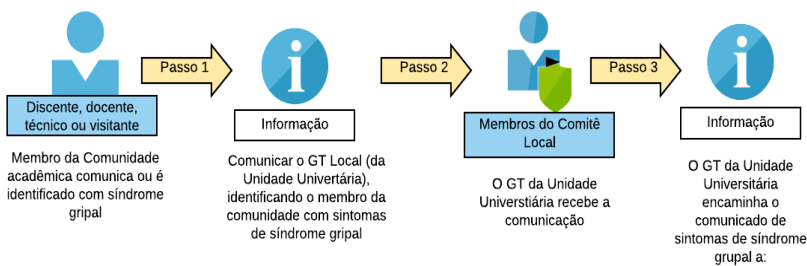 Passo 1
Passo 2
Passo 3
Discente, docente,
técnico ou visitante
Membro da Comunidade
acadêmica comunica ou é
identificado com síndrome
gripal
Informação
Comunicar o GT Local (da
Unidade Univertária),
identificando o membro da
comunidade com sintomas
de síndrome gripal
Membros do Comitê
Local
O GT da Unidade
Universtiária recebe a
comunicação
Informação
O GT da Unidade
Universitária
encaminha o
comunicado de
sintomas de síndrome
grupal a: